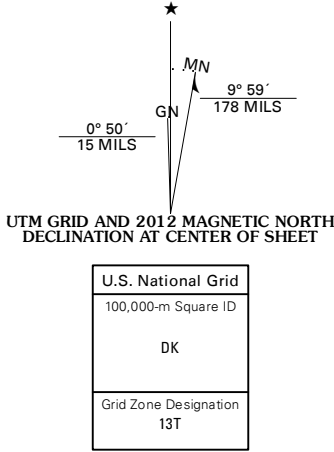 ★
MN
GN
9° 59´
178 MILS
0° 50´
15 MILS
UTM GRID AND 2012 MAGNETIC NORTH
DECLINATION AT CENTER OF SHEET
U.S. National Grid
100,000-m Square ID
DK
Grid Zone Designation
13T